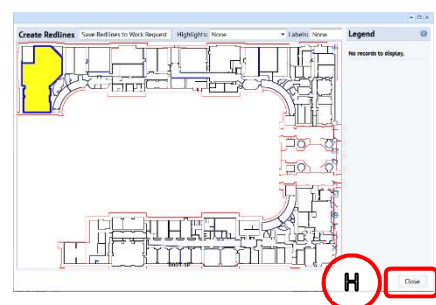 Create Redlines Save Redlines to Work Request Highlights: None Labels: None Legend
No records to display.
H Close